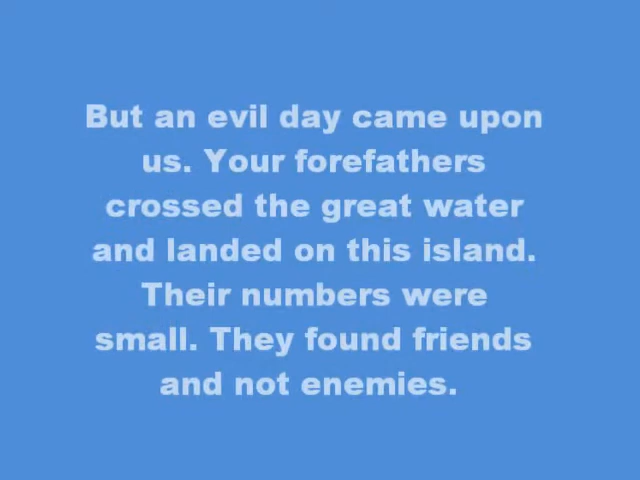 But an evil day came upon
us. Your forefathers
crossed the great water
and landed on this island.
Their numbers were
small. They found friends
and not enemies.